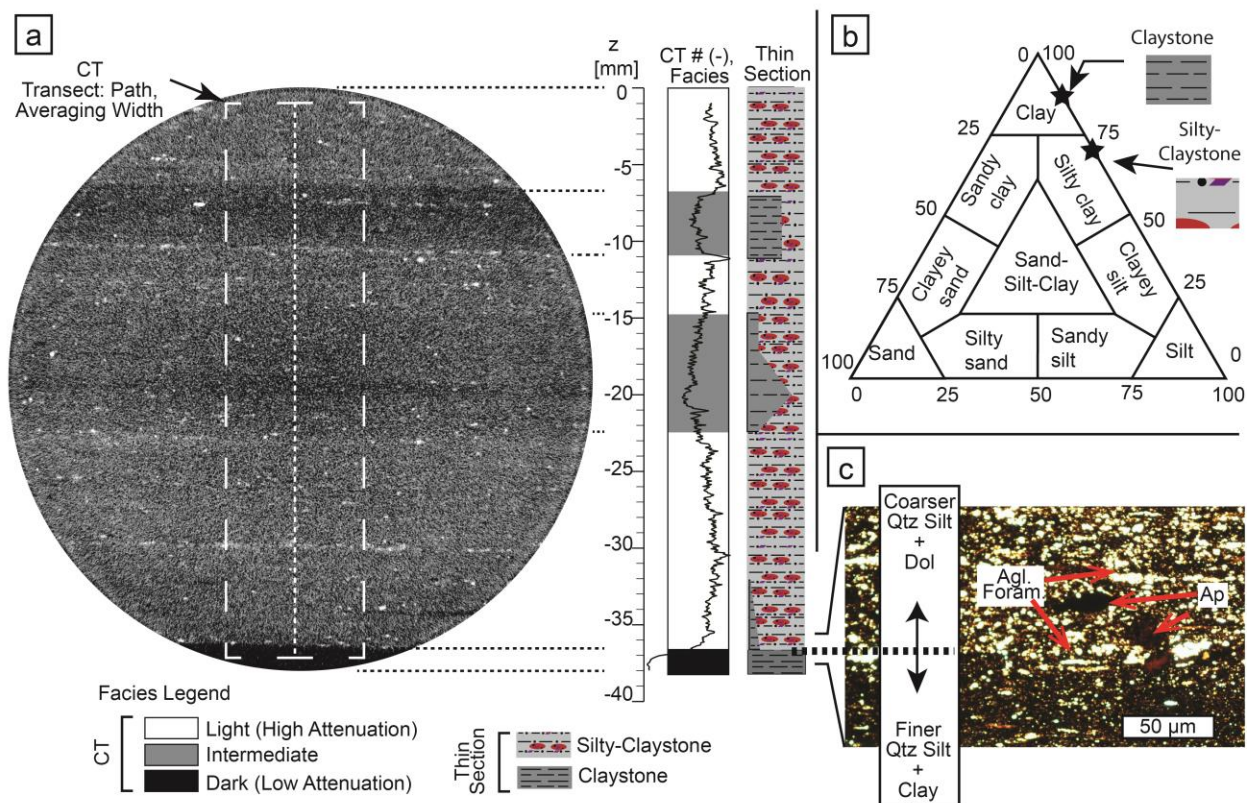 a
CT
Transect: Path,
Averaging Width
z
[mm]
CT # (-),
Facies
Thin
Section
0
-5
-10
-15
-20
-25
-30
-35
-40
Facies Legend
CT
Light (High Attenuation)
Intermediate
Dark (Low Attenuation)
Thin
Section
Silty-Claystone
Claystone
b
Claystone
Silty-
Claystone
0
100
25
75
50
50
75
25
100
0
0
25
50
75
100
Clay
Sandy
clay
Silty clay
Clayey
sand
Sand-
Silt-Clay
Clayey
silt
Sand
Silty
sand
Sandy
silt
Silt
c
Coarser
Qtz Silt
+
Dol
Finer
Qtz Silt
+
Clay
Agl.
Foram
Ap
50 µm